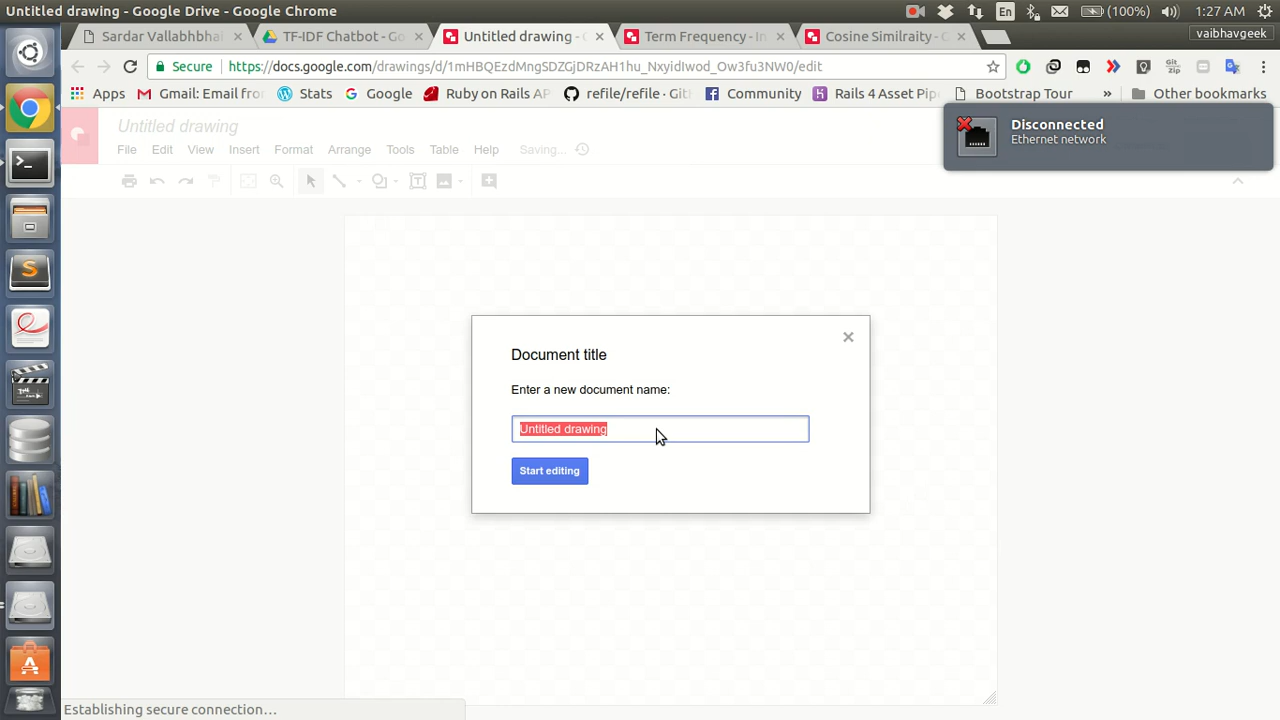 Untitled drawing - Google Drive - Google Chrome
En
(100%)
1:27 AM
Sardar Vallabhbhai
TF-IDF Chatbot - Go
Untitled drawing -
Term Frequency - In
Cosine Similraity - G
vaibhavgeek
Secure
https://docs.google.com/drawings/d/1mHBQEzdMngSDZGjDRzAH1hu_NxyidIwod_Ow3fu3NW0/edit
Apps
Gmail: Email fro
Stats
Google
Ruby on Rails AP
refile/refile · Git
Community
Rails 4 Asset Pip
Bootstrap Tour
»
Other bookmarks
Untitled drawing
File
Edit
View
Insert
Format
Arrange
Tools
Table
Help
Saving...
Disconnected
Ethernet network
Document title
Enter a new document name:
Untitled drawing
Start editing
Establishing secure connection...